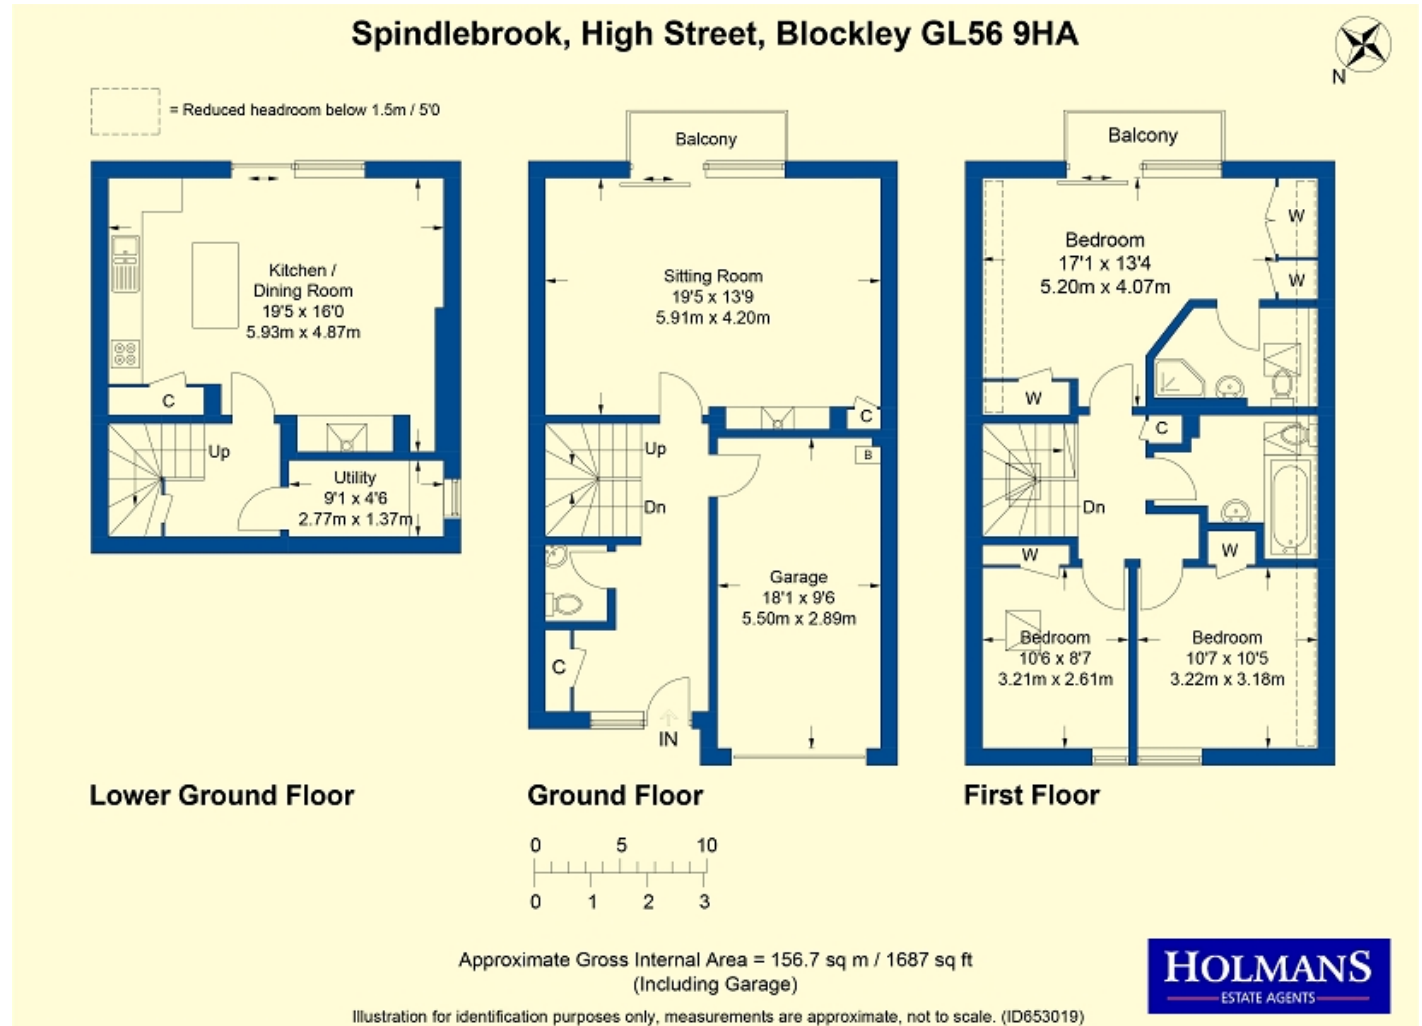 Spindlebrook, High Street, Blockley GL56 9HA
N
= Reduced headroom below 1.5m / 5'0
Kitchen /
Dining Room
19'5 x 16'0
5.93m x 4.87m
C
Up
Utility
9'1 x 4'6
2.77m x 1.37m
Lower Ground Floor
Balcony
Sitting Room
19'5 x 13'9
5.91m x 4.20m
C
Up
B
Dn
Garage
18'1 x 9'6
5.50m x 2.89m
C
IN
Ground Floor
Balcony
W
Bedroom
17'1 x 13'4
5.20m x 4.07m
W
W
C
Dn
W
W
Bedroom
10'6 x 8'7
3.21m x 2.61m
Bedroom
10'7 x 10'5
3.22m x 3.18m
First Floor
0 5 10
0 1 2 3
Approximate Gross Internal Area = 156.7 sq m / 1687 sq ft
(Including Garage)
Illustration for identification purposes only, measurements are approximate, not to scale. (ID653019)
HOLMANS
ESTATE AGENTS